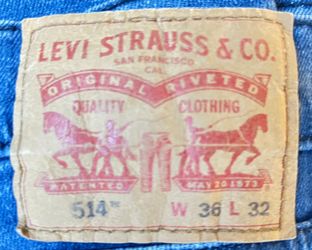 LEVI STRAUSS & CO.
SAN FRANCISCO
CAL.
ORIGINAL RIVETED
QUALITY CLOTHING
PATENTED MAY 20 1873
514™ W 36 L 32